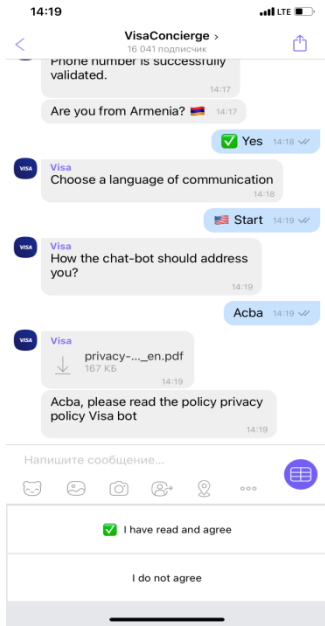 14:19
LTE
VisaConcierge >
16 041 подписчик
Phone number is successfully
validated.
14:17
Are you from Armenia? 14:17
Yes 14:18
VISA
Visa
Choose a language of communication
14:18
Start 14:19
VISA
Visa
How the chat-bot should address
you?
14:19
Acba 14:19
VISA
Visa
privacy-..._en.pdf
167 КБ
14:19
Acba, please read the policy privacy
policy Visa bot
14:19
Напишите сообщение...
I have read and agree
I do not agree